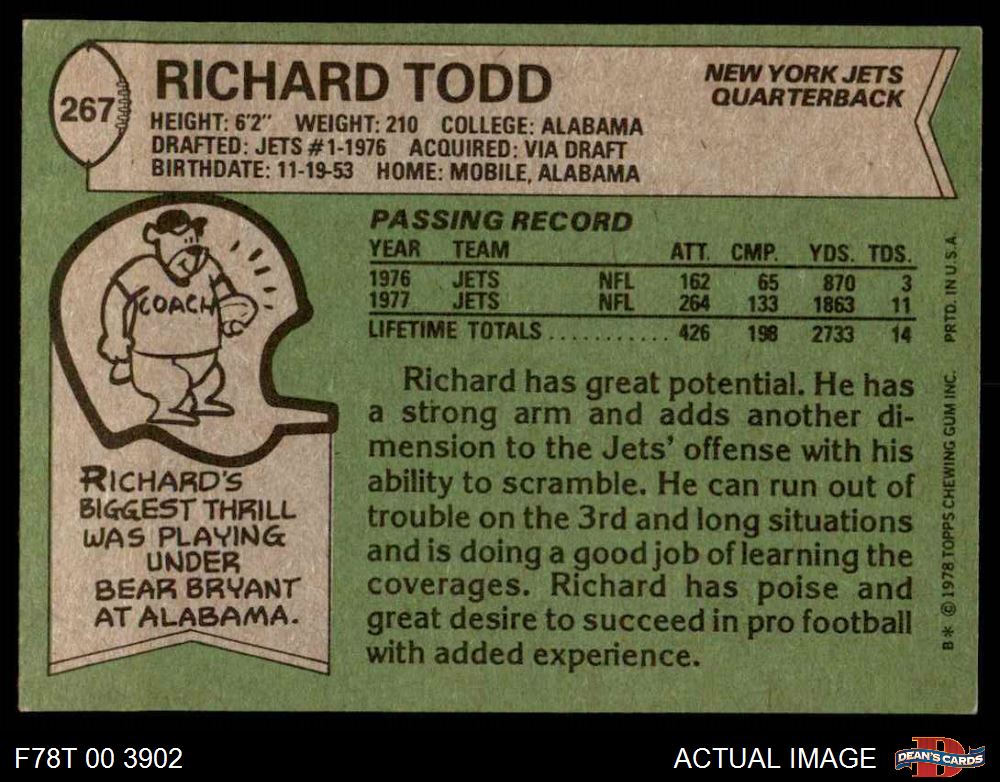 267
RICHARD TODD
NEW YORK JETS
QUARTERBACK
HEIGHT: 6'2" WEIGHT: 210 COLLEGE: ALABAMA
DRAFTED: JETS #1-1976 ACQUIRED: VIA DRAFT
BIRTHDATE: 11-19-53 HOME: MOBILE, ALABAMA
COACH
RICHARD'S
BIGGEST THRILL
WAS PLAYING
UNDER
BEAR BRYANT
AT ALABAMA.
PASSING RECORD
YEAR TEAM ATT. CMP. YDS. TDS.
1976 JETS NFL 162 65 870 3
1977 JETS NFL 264 133 1863 11
LIFETIME TOTALS ........... 426 198 2733 14
Richard has great potential. He has
a strong arm and adds another di-
mension to the Jets' offense with his
ability to scramble. He can run out of
trouble on the 3rd and long situations
and is doing a good job of learning the
coverages. Richard has poise and
great desire to succeed in pro football
with added experience.
B* © 1978 TOPPS CHEWING GUM INC. PRTD. IN U.S.A.
F78T 00 3902
ACTUAL IMAGE
D
DEAN'S CARDS